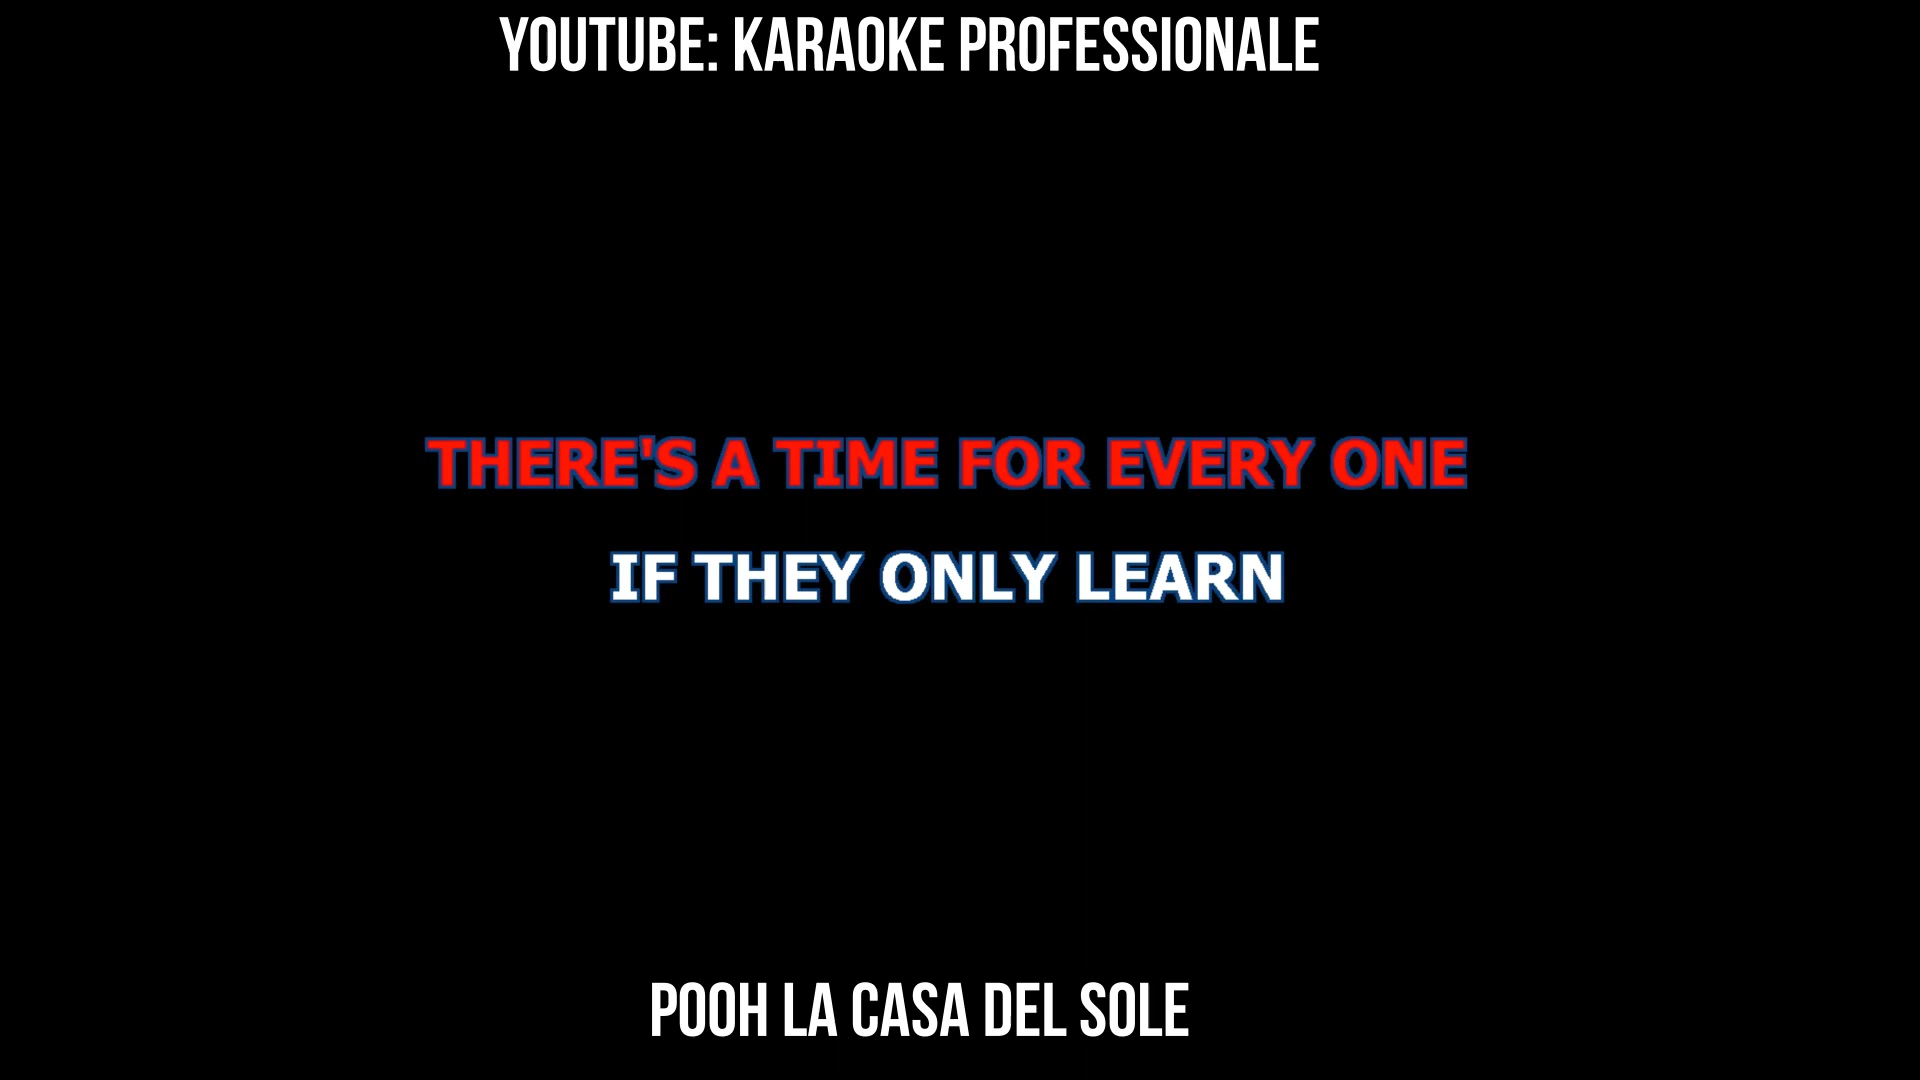 YOUTUBE: KARAOKE PROFESSIONALE
THERE'S A TIME FOR EVERY ONE
IF THEY ONLY LEARN
POOH LA CASA DEL SOLE